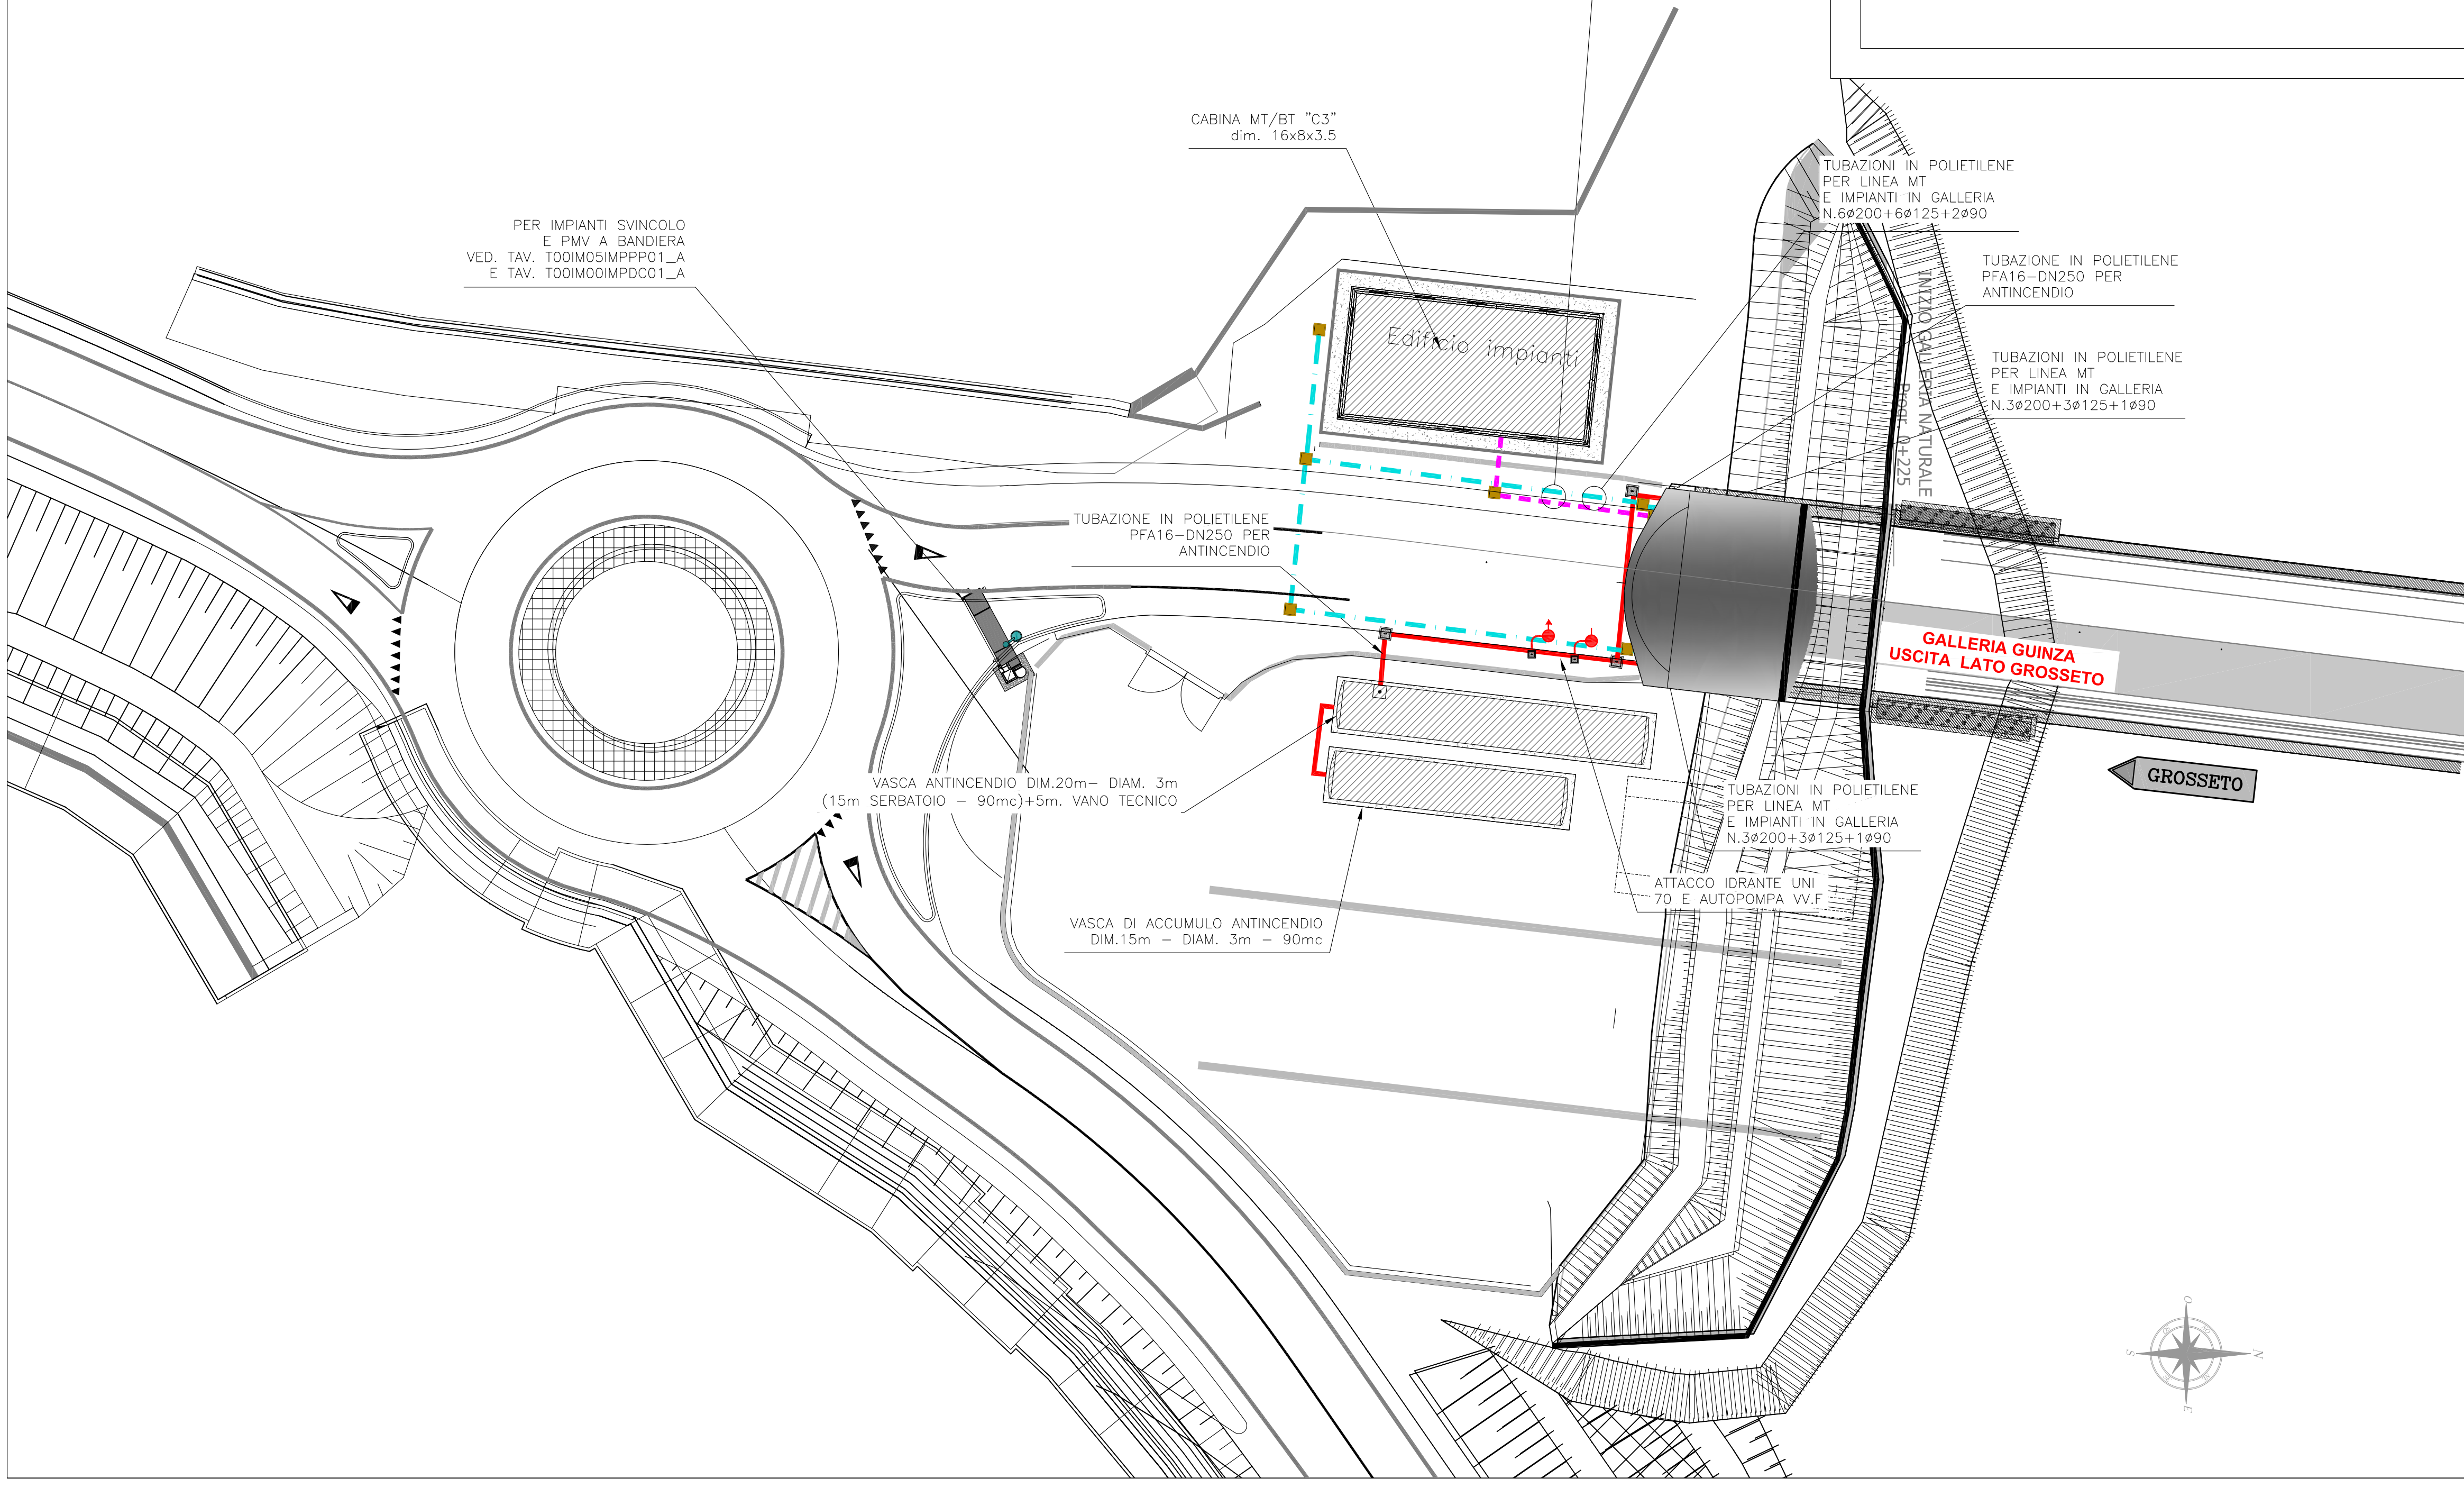 CABINA MT/BT "C3"
dim. 16x8x3.5
TUBAZIONI IN POLIETILENE
PER LINEA MT
E IMPIANTI IN GALLERIA
N.6ø200+6ø125+2ø90
PER IMPIANTI SVINCOLO
E PMV A BANDIERA
VED. TAV. T00IM05IMPPP01_A
E TAV. T00IM00IMPDC01_A
TUBAZIONE IN POLIETILENE
PFA16-DN250 PER
ANTINCENDIO
INIZIO GALLERIA NATURALE
Progr. 0+225
TUBAZIONI IN POLIETILENE
PER LINEA MT
E IMPIANTI IN GALLERIA
N.3ø200+3ø125+1ø90
Edificio impianti
TUBAZIONE IN POLIETILENE
PFA16-DN250 PER
ANTINCENDIO
GALLERIA GUINZA
USCITA LATO GROSSETO
GROSSETO
VASCA ANTINCENDIO DIM.20m- DIAM. 3m
(15m SERBATOIO - 90mc)+5m. VANO TECNICO
TUBAZIONI IN POLIETILENE
PER LINEA MT
E IMPIANTI IN GALLERIA
N.3ø200+3ø125+1ø90
ATTACCO IDRANTE UNI
70 E AUTOPOMPA VV.F
VASCA DI ACCUMULO ANTINCENDIO
DIM.15m - DIAM. 3m - 90mc
O
S
N
E